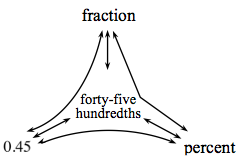 fraction
forty-five
hundredths
0.45
percent